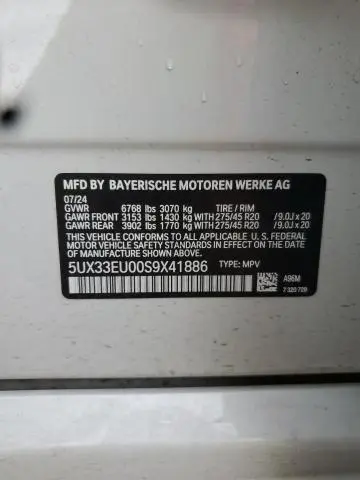 MFD BY BAYERISCHE MOTOREN WERKE AG
07/24
GVWR 6768 lbs 3070 kg TIRE / RIM
GAWR FRONT 3153 lbs 1430 kg WITH 275/45 R20 /9.0J x 20
GAWR REAR 3902 lbs 1770 kg WITH 275/45 R20 /9.0J x 20
THIS VEHICLE CONFORMS TO ALL APPLICABLE
U.S. FEDERAL MOTOR VEHICLE SAFETY STANDARDS
IN EFFECT ON THE DATE OF MANUFACTURE SHOWN ABOVE.
5UX33EU00S9X41886 TYPE: MPV
A96M
7 320 729